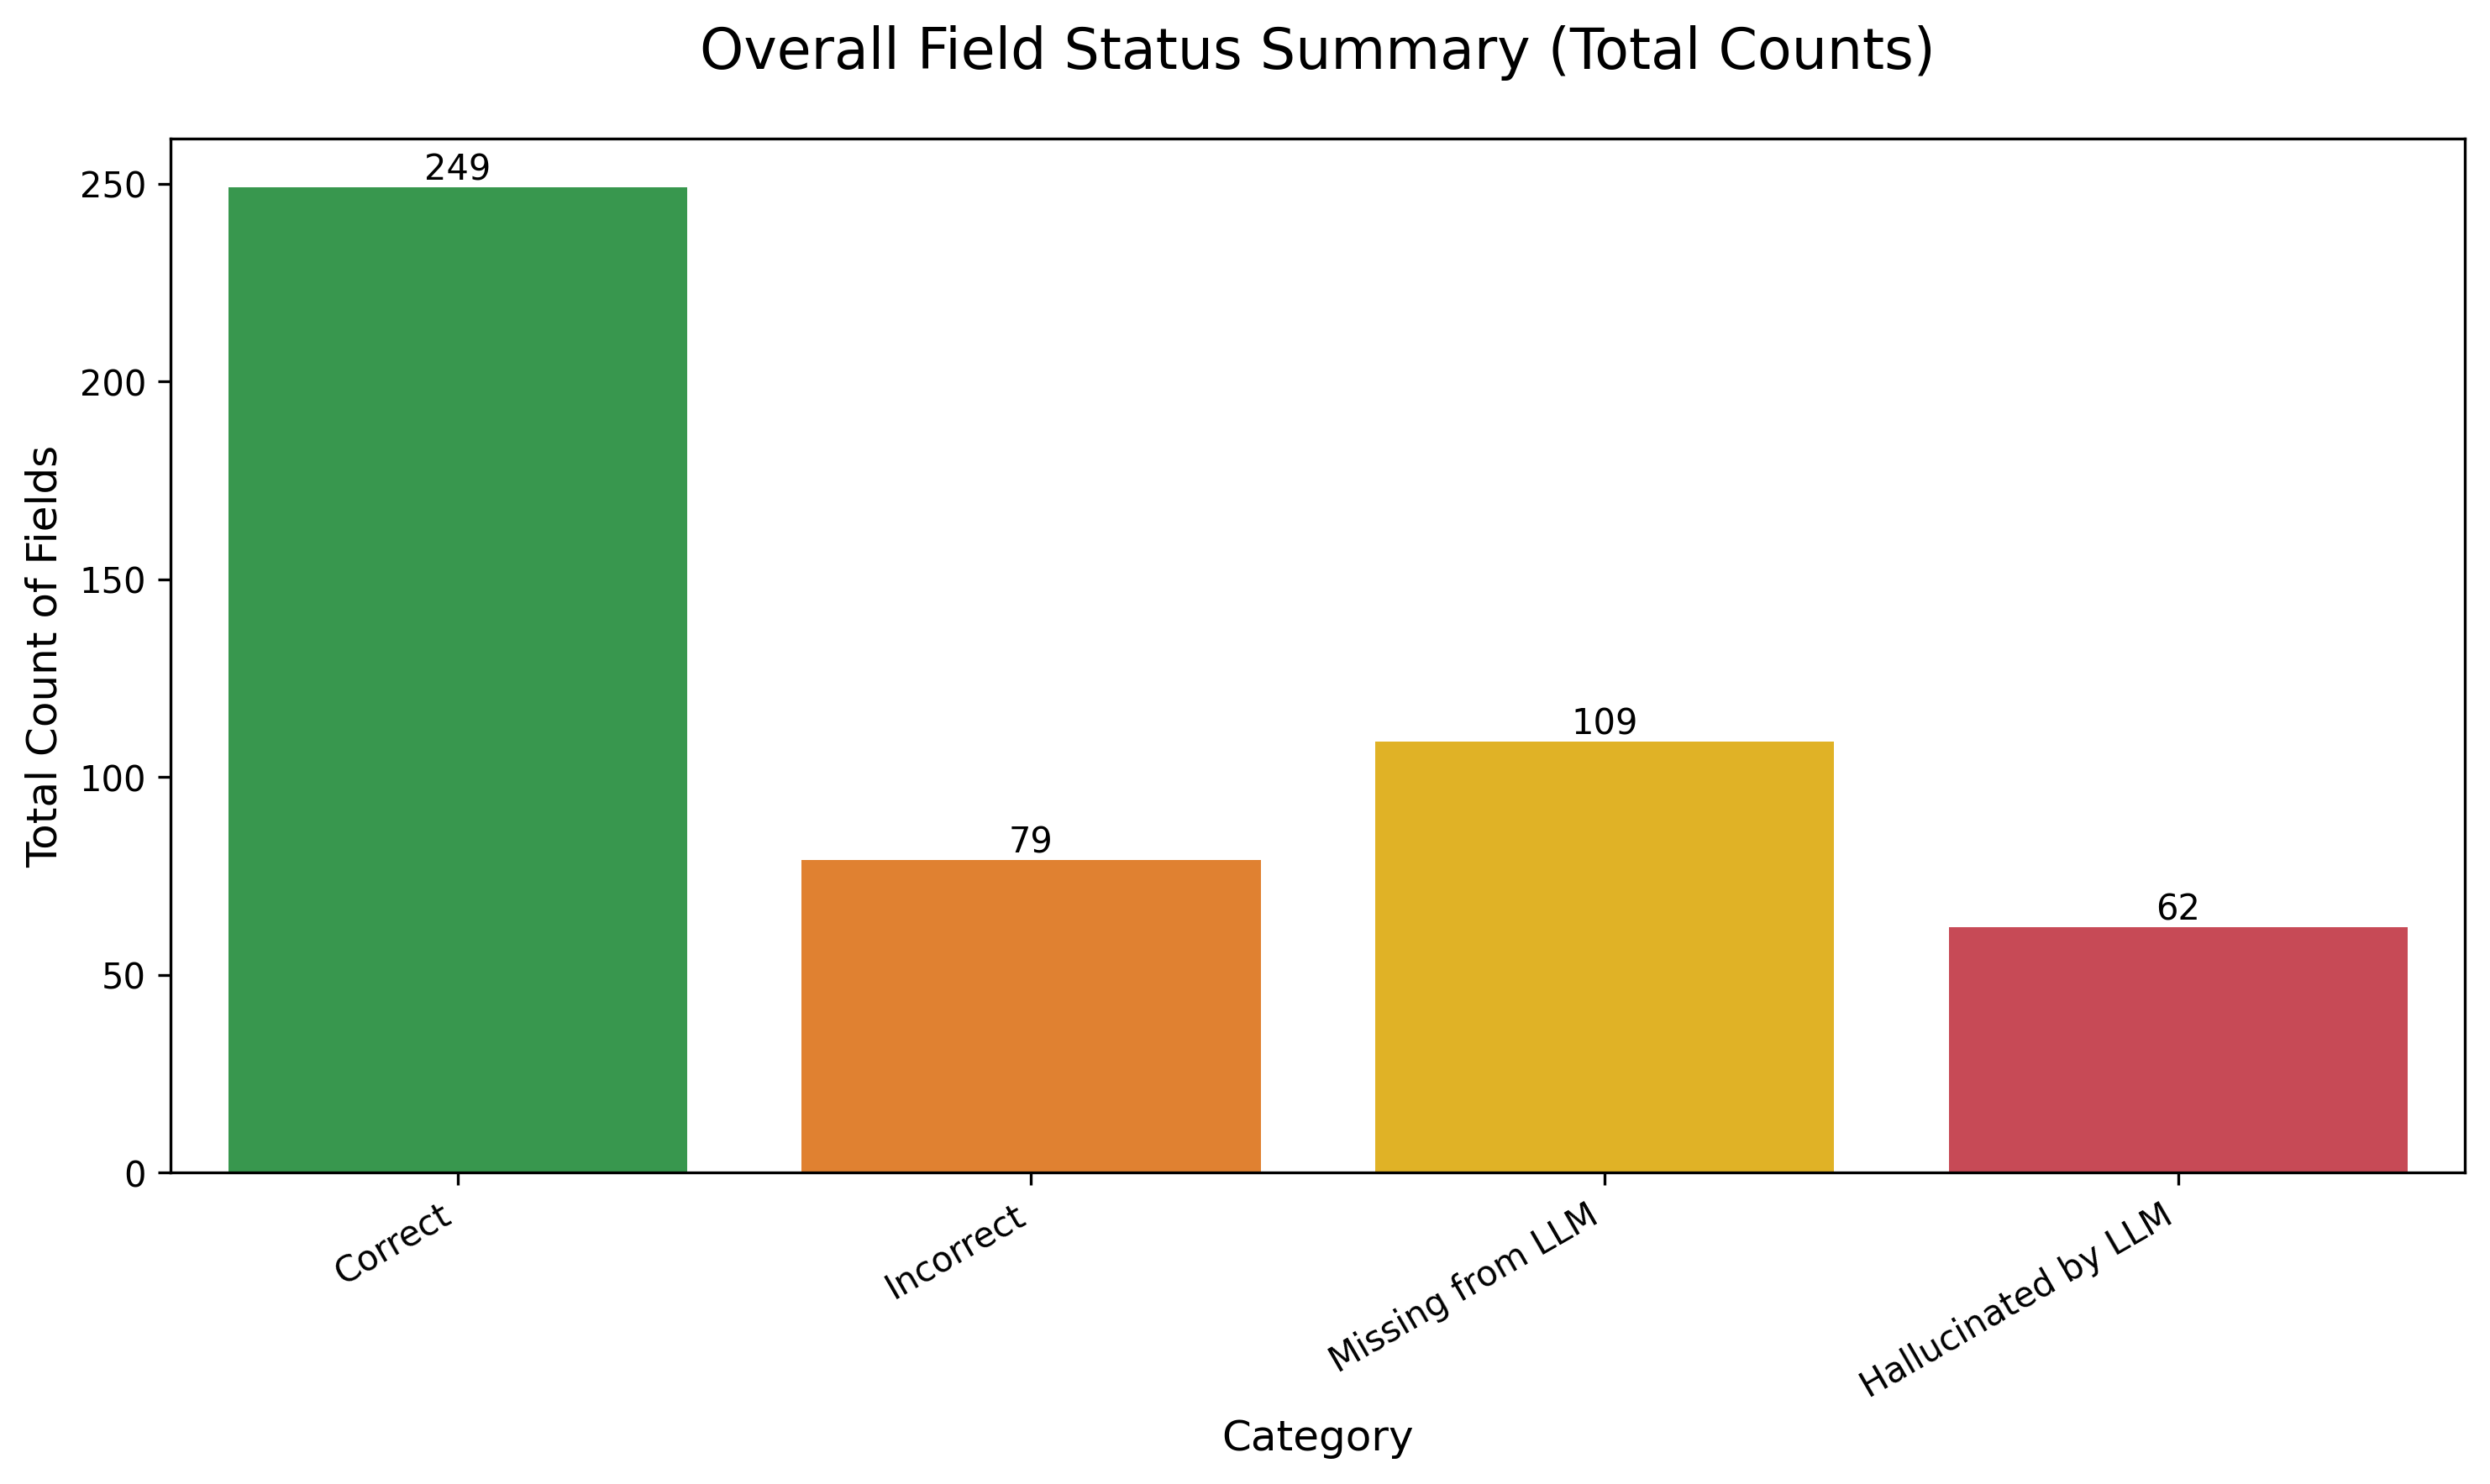 Overall Field Status Summary (Total Counts)
Total Count of Fields
250
200
150
100
50
0
249
79
109
62
Correct
Incorrect
Missing from LLM
Hallucinated by LLM
Category